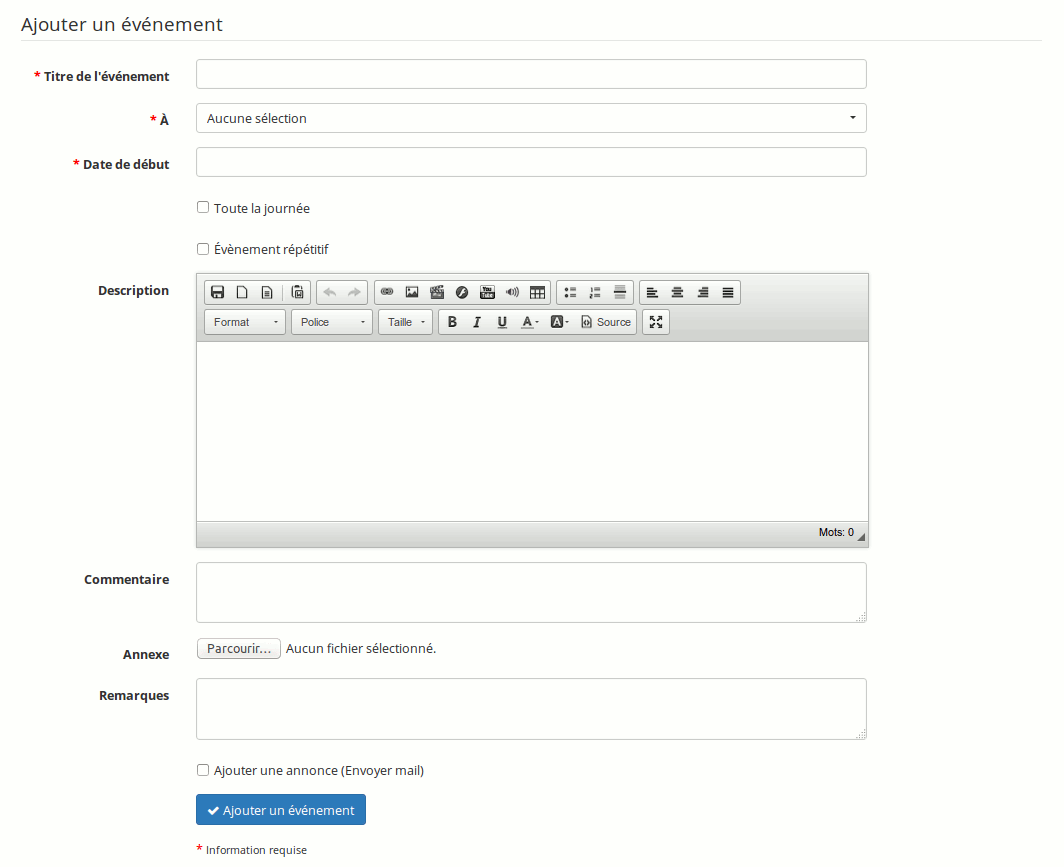 Ajouter un événement
* Titre de l'événement
* À
Aucune sélection
* Date de début
Toute la journée
Évènement répétitif
Description
Format
Police
Taille
B I U A A Source
Mots: 0
Commentaire
Annexe
Parcourir... Aucun fichier sélectionné.
Remarques
Ajouter une annonce (Envoyer mail)
Ajouter un événement
* Information requise